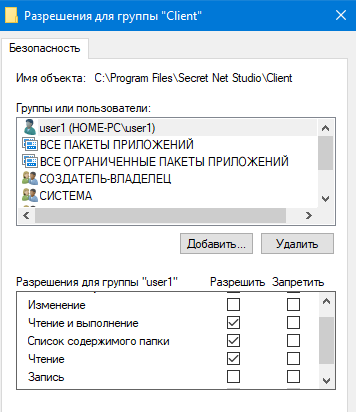 Разрешения для группы "Client"
Безопасность
Имя объекта: C:\Program Files\Secret Net Studio\Client
Группы или пользователи:
user1 (HOME-PC\user1)
ВСЕ ПАКЕТЫ ПРИЛОЖЕНИЙ
ВСЕ ОГРАНИЧЕННЫЕ ПАКЕТЫ ПРИЛОЖЕНИЙ
СОЗДАТЕЛЬ-ВЛАДЕЛЕЦ
СИСТЕМА
Добавить... Удалить
Разрешения для группы "user1" Разрешить Запретить
Изменение
Чтение и выполнение
Список содержимого папки
Чтение
Запись